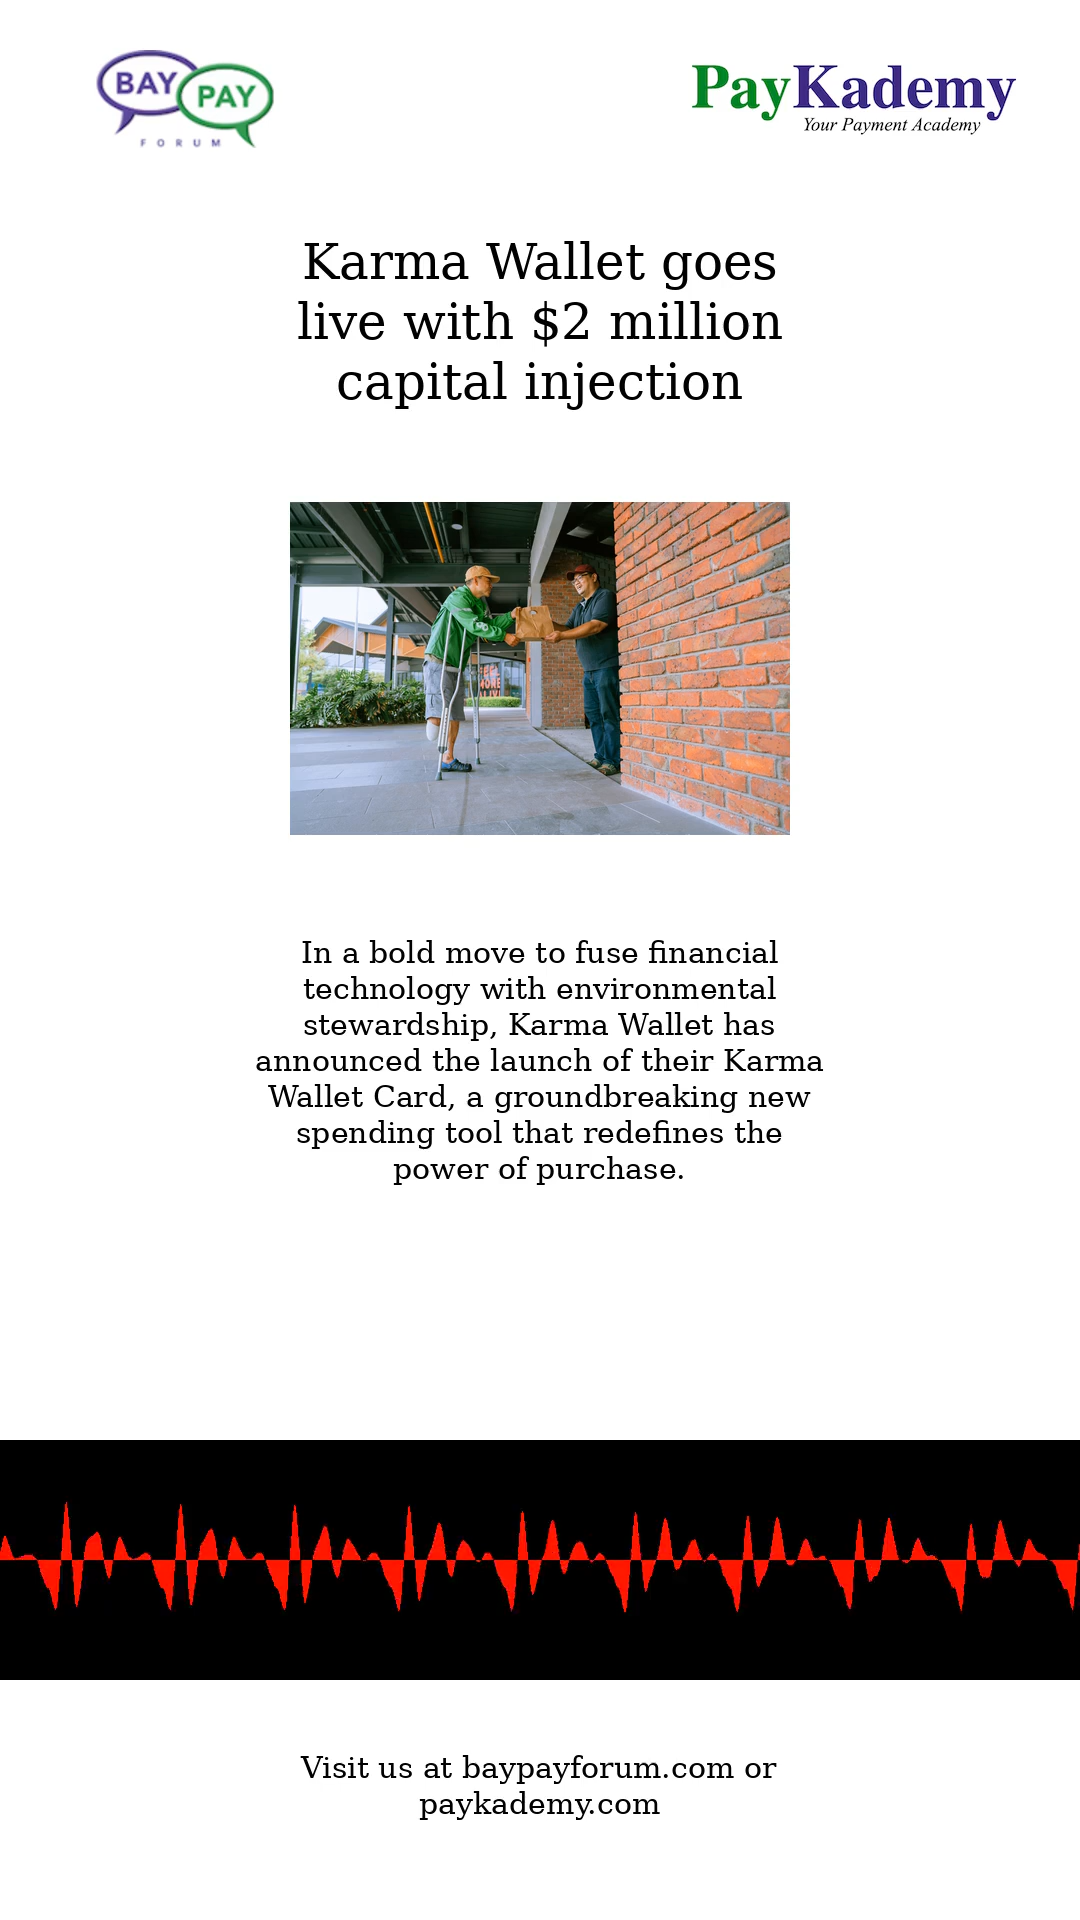 BAY PAY
FORUM
PayKademy
Your Payment Academy
Karma Wallet goes
live with $2 million
capital injection
In a bold move to fuse financial
technology with environmental
stewardship, Karma Wallet has
announced the launch of their Karma
Wallet Card, a groundbreaking new
spending tool that redefines the
power of purchase.
Visit us at baypayforum.com or
paykademy.com